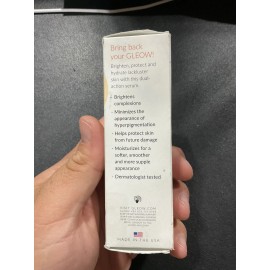 Bring back
your GLEOW!
Brighten, protect and
hydrate lackluster
skin with this dual-
action serum.
• Brightens
complexions
• Minimizes the
appearance of
hyperpigmentation
• Helps protect skin
from future damage
• Moisturizes for a
softer, smoother
and more supple
appearance
• Dermatologist tested
MADE IN THE USA